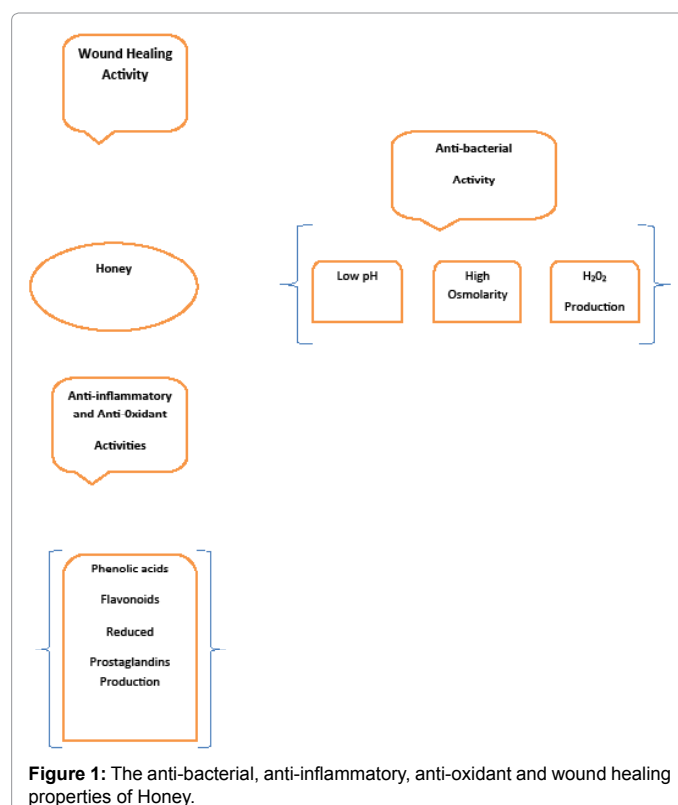 Wound Healing
Activity
Anti-bacterial
Activity
Honey
Low pH
High
Osmolarity
H₂0₂
Production
Anti-inflammatory
and Anti-0xidant
Activities
Phenolic acids
Flavonoids
Reduced
Prostaglandins
Production
Figure 1: The anti-bacterial, anti-inflammatory, anti-oxidant and wound healing
properties of Honey.